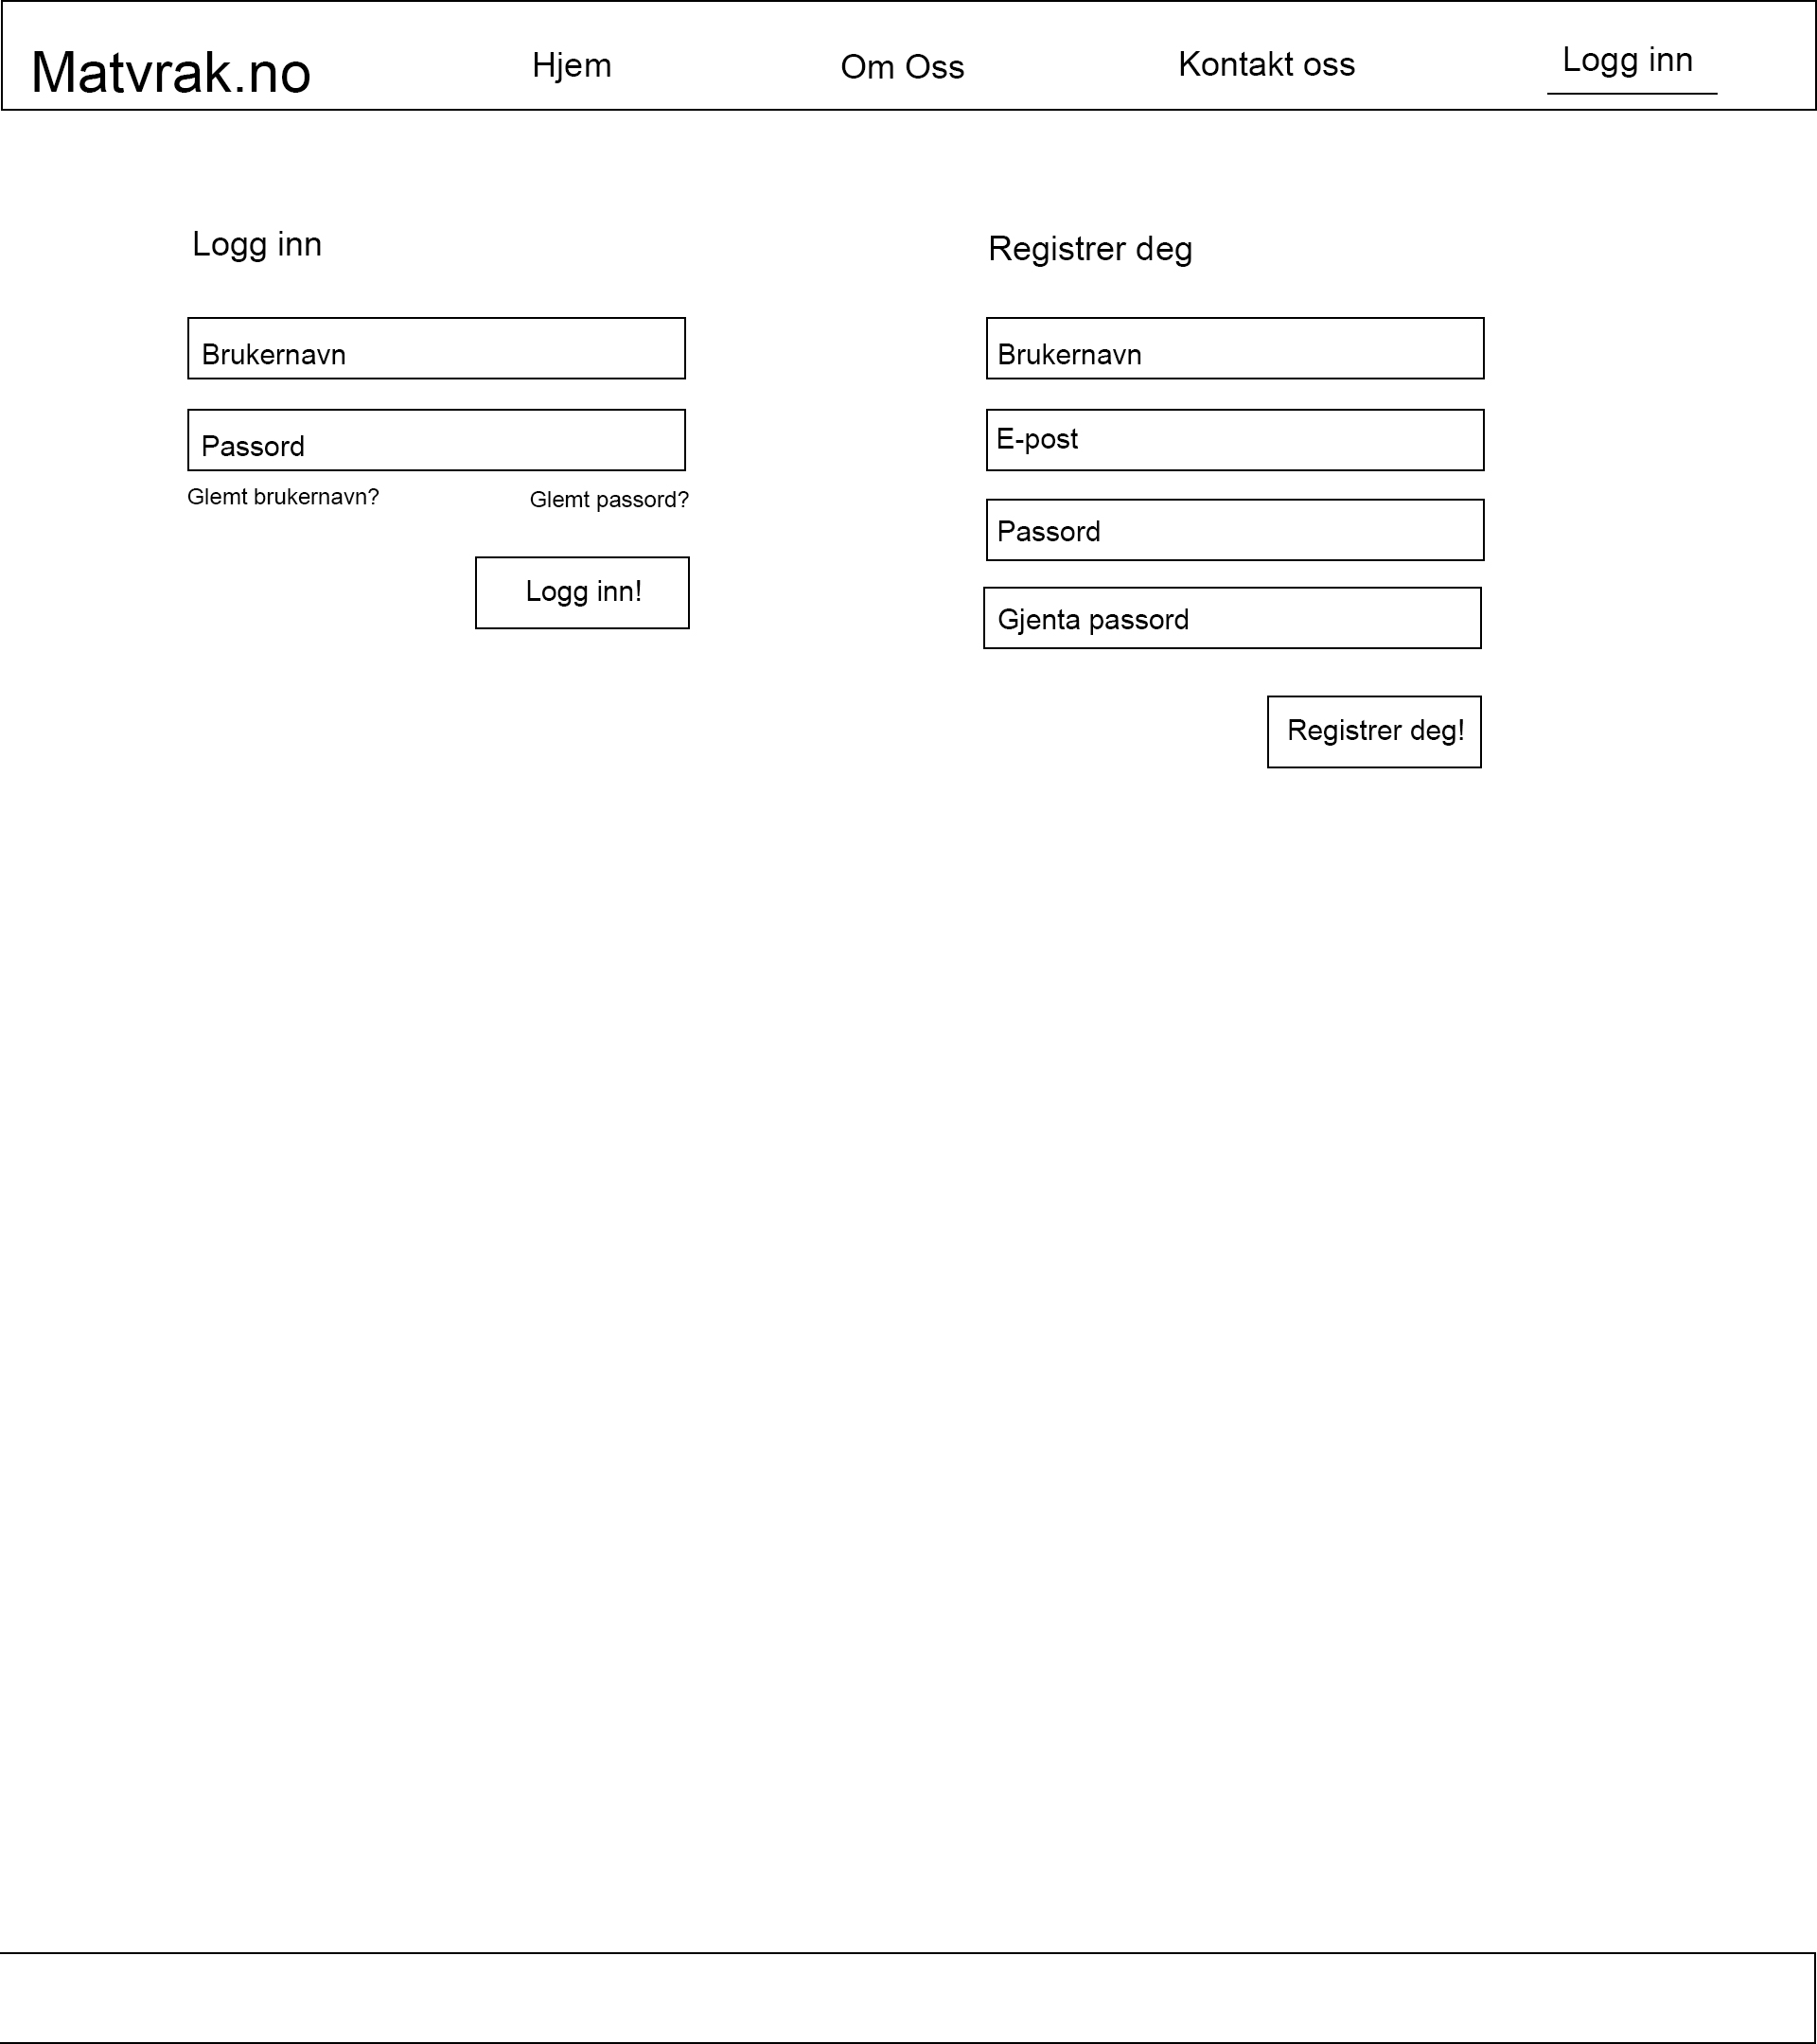 Matvrak.no
Hjem
Om Oss
Kontakt oss
Logg inn
Logg inn
Brukernavn
Passord
Glemt brukernavn?
Glemt passord?
Logg inn!
Registrer deg
Brukernavn
E-post
Passord
Gjenta passord
Registrer deg!